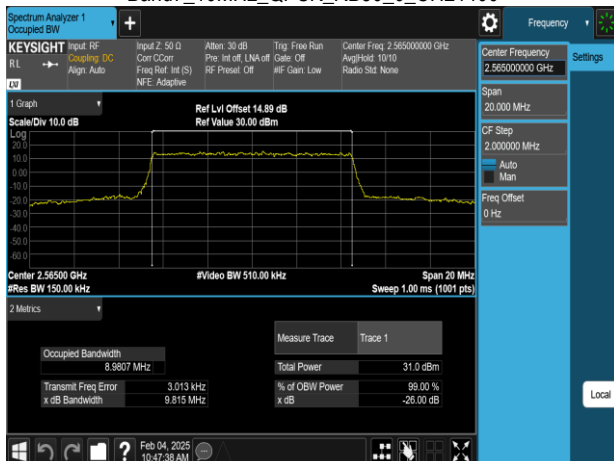 Spectrum Analyzer 1
Occupied BW
Frequency
KEYSIGHT
RL
LXI
Input: RF
Coupling: DC
Align: Auto
Input Z: 50 Ω
Corr CCorr
Freq Ref: Int (S)
NFE: Adaptive
Atten: 30 dB
Pre: Int off, LNA off
RF Presel: Off
Trig: Free Run
Gate: Off
#IF Gain: Low
Center Freq: 2.565000000 GHz
Avg|Hold: 10/10
Radio Std: None
Center Frequency
2.565000000 GHz
Settings
Span
20.000 MHz
CF Step
2.000000 MHz
Auto
Man
Freq Offset
0 Hz
Local
1 Graph
Scale/Div 10.0 dB
Ref Lvl Offset 14.89 dB
Ref Value 30.00 dBm
Log
20.0
10.0
0.00
-10.0
-20.0
-30.0
-40.0
-50.0
-60.0
Center 2.56500 GHz
#Res BW 150.00 kHz
#Video BW 510.00 kHz
Span 20 MHz
Sweep 1.00 ms (1001 pts)
2 Metrics
Measure Trace Trace 1
Occupied Bandwidth
8.9807 MHz
Total Power 31.0 dBm
Transmit Freq Error 3.013 kHz
% of OBW Power 99.00 %
x dB Bandwidth 9.815 MHz
x dB -26.00 dB
Feb 04, 2025
10:47:38 AM